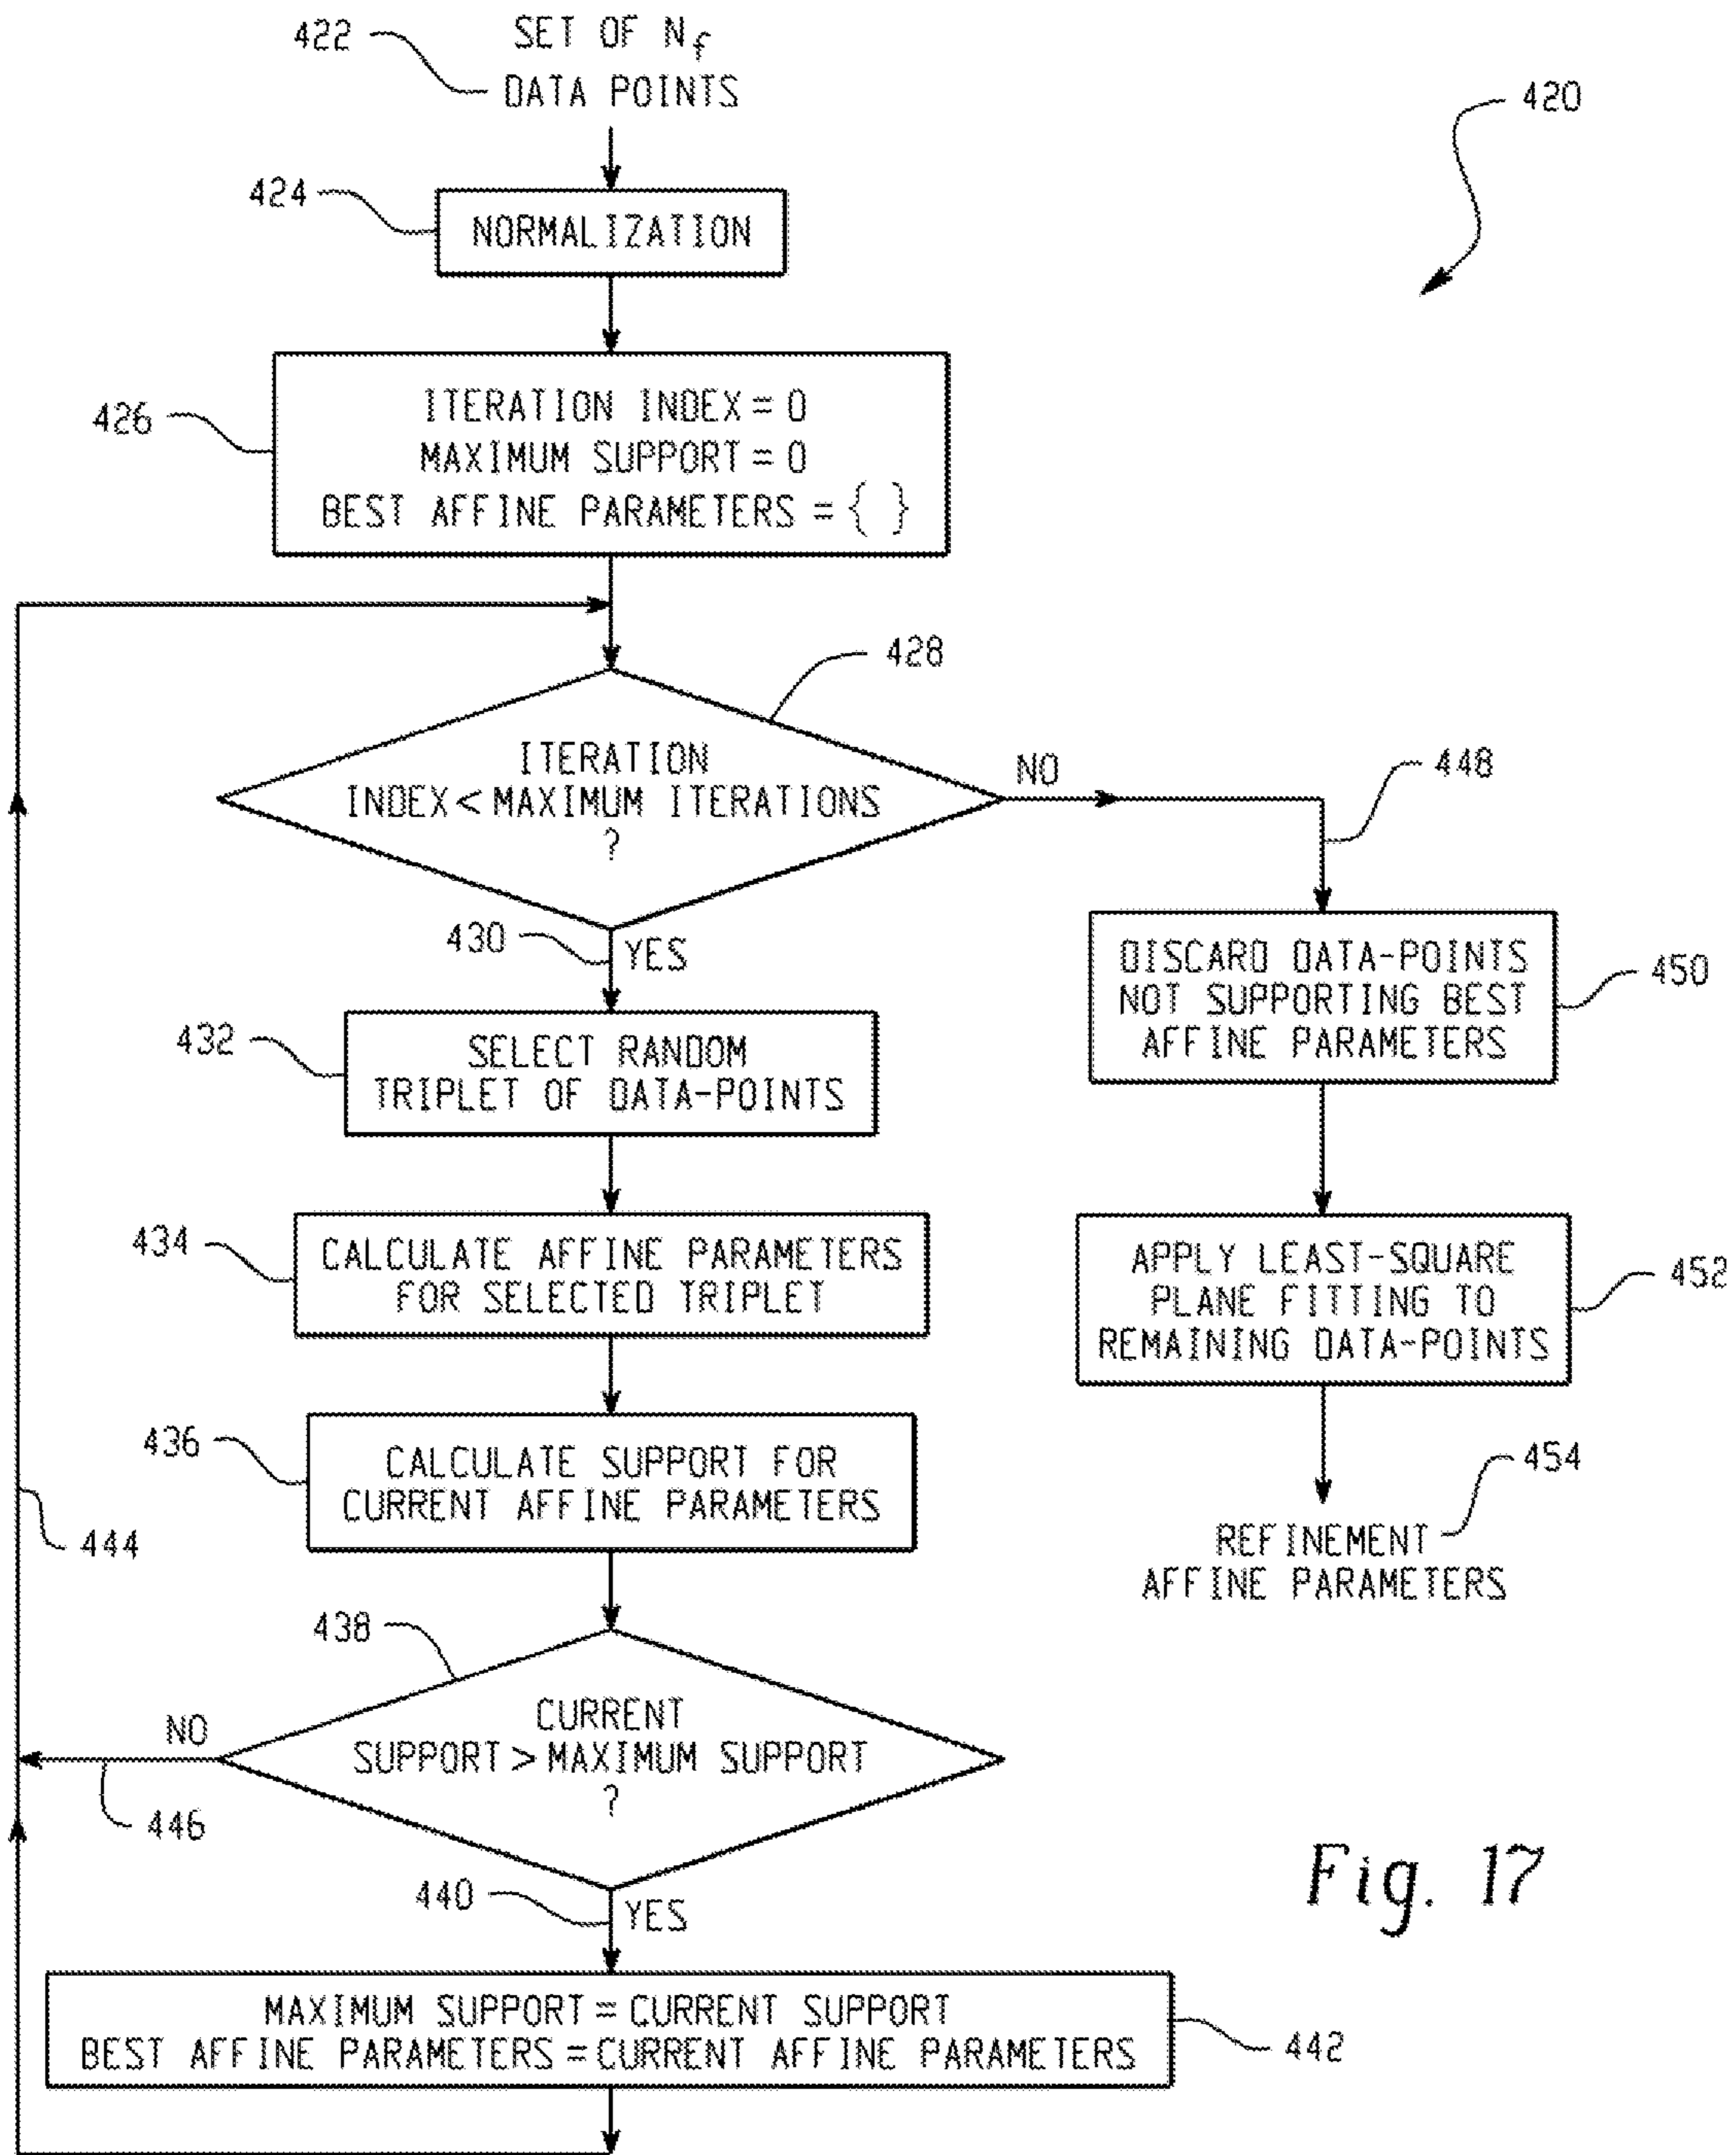 422
SET OF Nf
DATA POINTS
420
424
NORMALIZATION
426
ITERATION INDEX = 0
MAXIMUM SUPPORT = 0
BEST AFFINE PARAMETERS = { }
428
ITERATION
INDEX < MAXIMUM ITERATIONS
?
NO
448
430
YES
432
SELECT RANDOM
TRIPLET OF DATA-POINTS
DISCARD DATA-POINTS
NOT SUPPORTING BEST
AFFINE PARAMETERS
450
434
CALCULATE AFFINE PARAMETERS
FOR SELECTED TRIPLET
APPLY LEAST-SQUARE
PLANE FITTING TO
REMAINING DATA-POINTS
452
436
CALCULATE SUPPORT FOR
CURRENT AFFINE PARAMETERS
444
454
REFINEMENT
AFFINE PARAMETERS
438
CURRENT
SUPPORT > MAXIMUM SUPPORT
?
NO
446
440
YES
MAXIMUM SUPPORT = CURRENT SUPPORT
BEST AFFINE PARAMETERS = CURRENT AFFINE PARAMETERS
442
Fig. 17